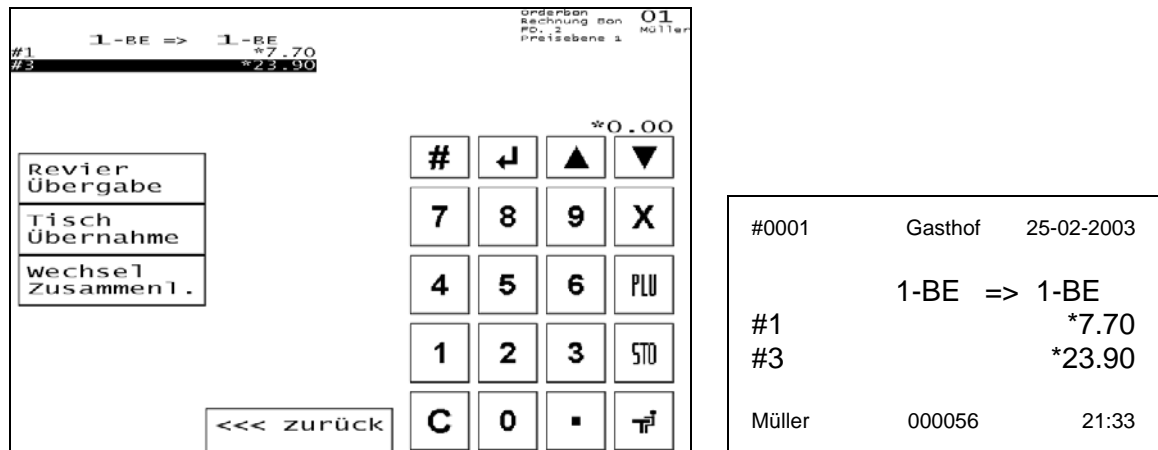 Orderbon
Rechnung Bon 01
PD. 2 Müller
Preisebene 1
1-BE => 1-BE
#1 *7.70
#3 *23.90
*0.00
Revier
Übergabe
Tisch
Übernahme
Wechsel
Zusammenl.
<<< zurück
# ↵ ▲ ▼
7 8 9 X
4 5 6 PLU
1 2 3 STO
C 0 .
#0001 Gasthof 25-02-2003
1-BE => 1-BE
#1 *7.70
#3 *23.90
Müller 000056 21:33